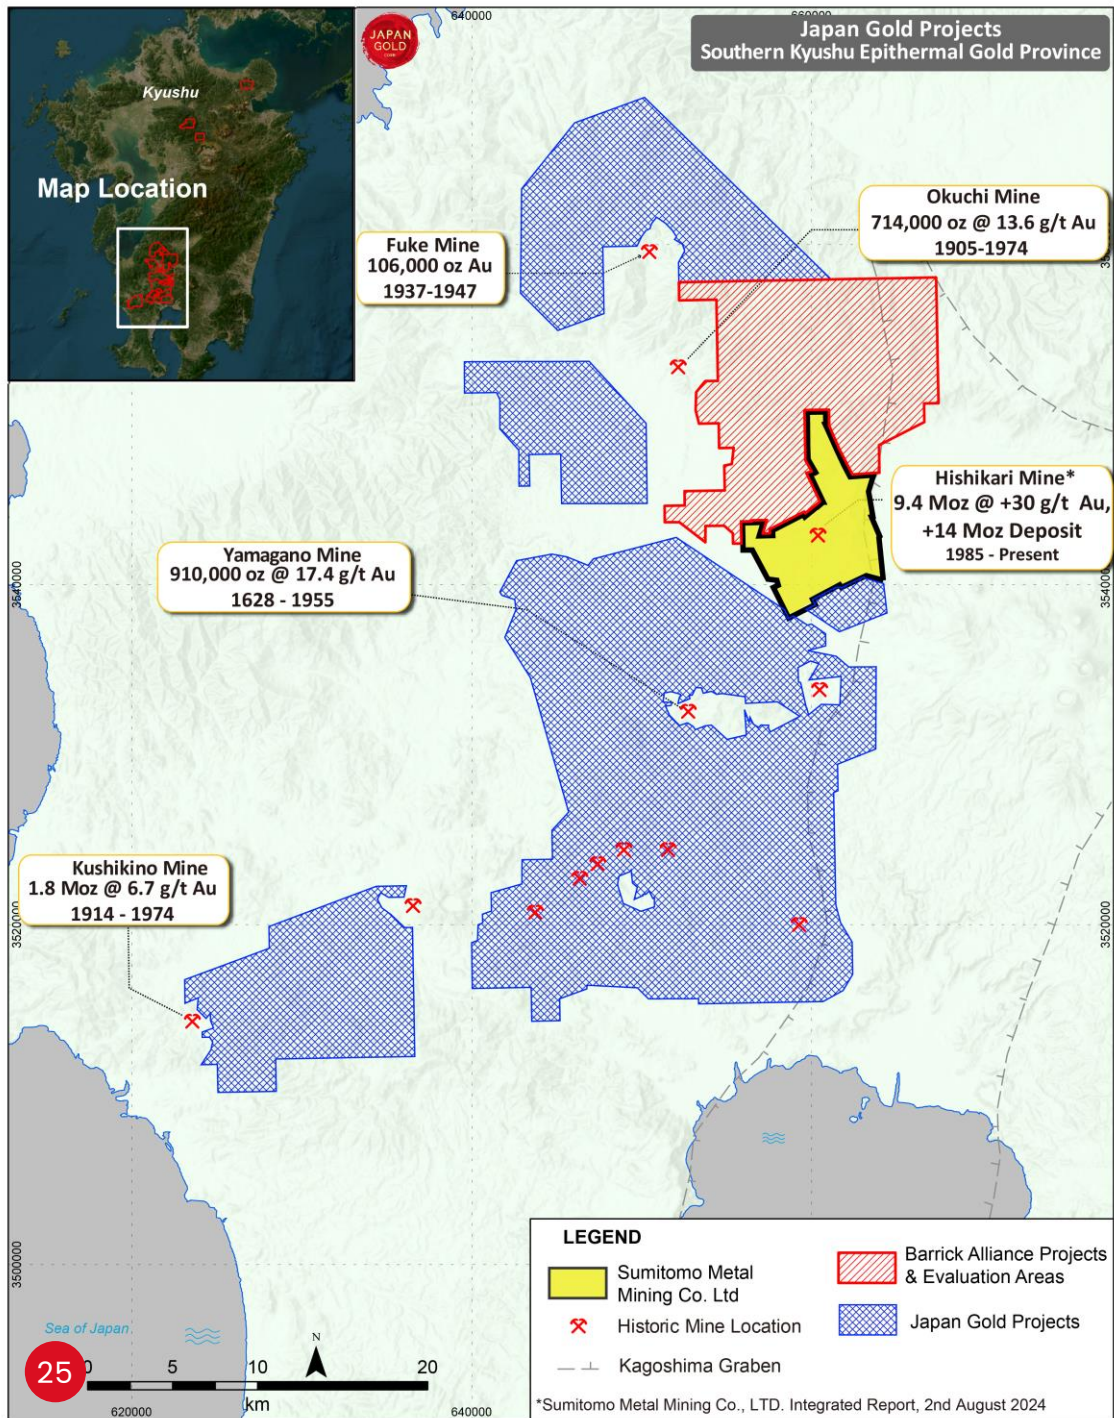 640000
660000
JAPAN
GOLD
CORP
Japan Gold Projects
Southern Kyushu Epithermal Gold Province
Kyushu
Map Location
Okuchi Mine
714,000 oz @ 13.6 g/t Au
1905-1974
Fuke Mine
106,000 oz Au
1937-1947
Hishikari Mine*
9.4 Moz @ +30 g/t Au,
+14 Moz Deposit
1985 - Present
Yamagano Mine
910,000 oz @ 17.4 g/t Au
1628 - 1955
3540000
3540000
Kushikino Mine
1.8 Moz @ 6.7 g/t Au
1914 - 1974
3520000
3520000
3500000
LEGEND
Sumitomo Metal
Mining Co. Ltd
Barrick Alliance Projects
& Evaluation Areas
Historic Mine Location
Japan Gold Projects
Kagoshima Graben
*Sumitomo Metal Mining Co., LTD. Integrated Report, 2nd August 2024
Sea of Japan
N
25
0 5 10 20
km
620000
640000